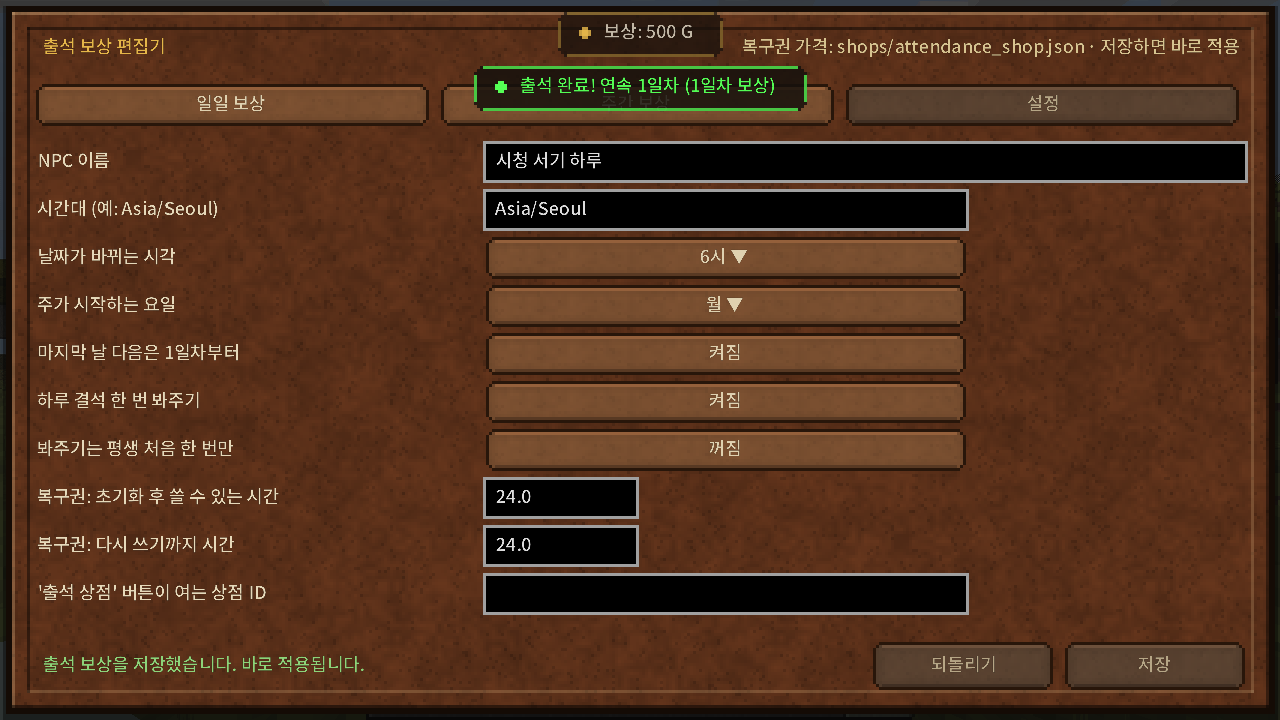 보상: 500 G
출석 보상 편집기
복구권 가격: shops/attendance_shop.json · 저장하면 바로 적용
출석 완료! 연속 1일차 (1일차 보상)
일일 보상
주간 보상
설정
NPC 이름
시청 서기 하루
시간대 (예: Asia/Seoul)
Asia/Seoul
날짜가 바뀌는 시각
6시 ▼
주가 시작하는 요일
월 ▼
마지막 날 다음은 1일차부터
켜짐
하루 결석 한 번 봐주기
켜짐
봐주기는 평생 처음 한 번만
꺼짐
복구권: 초기화 후 쓸 수 있는 시간
24.0
복구권: 다시 쓰기까지 시간
24.0
'출석 상점' 버튼이 여는 상점 ID
출석 보상을 저장했습니다. 바로 적용됩니다.
되돌리기
저장